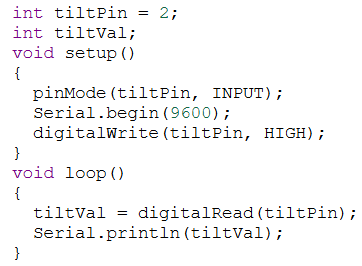 int tiltPin = 2;
int tiltVal;
void setup()
{
  pinMode(tiltPin, INPUT);
  Serial.begin(9600);
  digitalWrite(tiltPin, HIGH);
}
void loop()
{
  tiltVal = digitalRead(tiltPin);
  Serial.println(tiltVal);
}